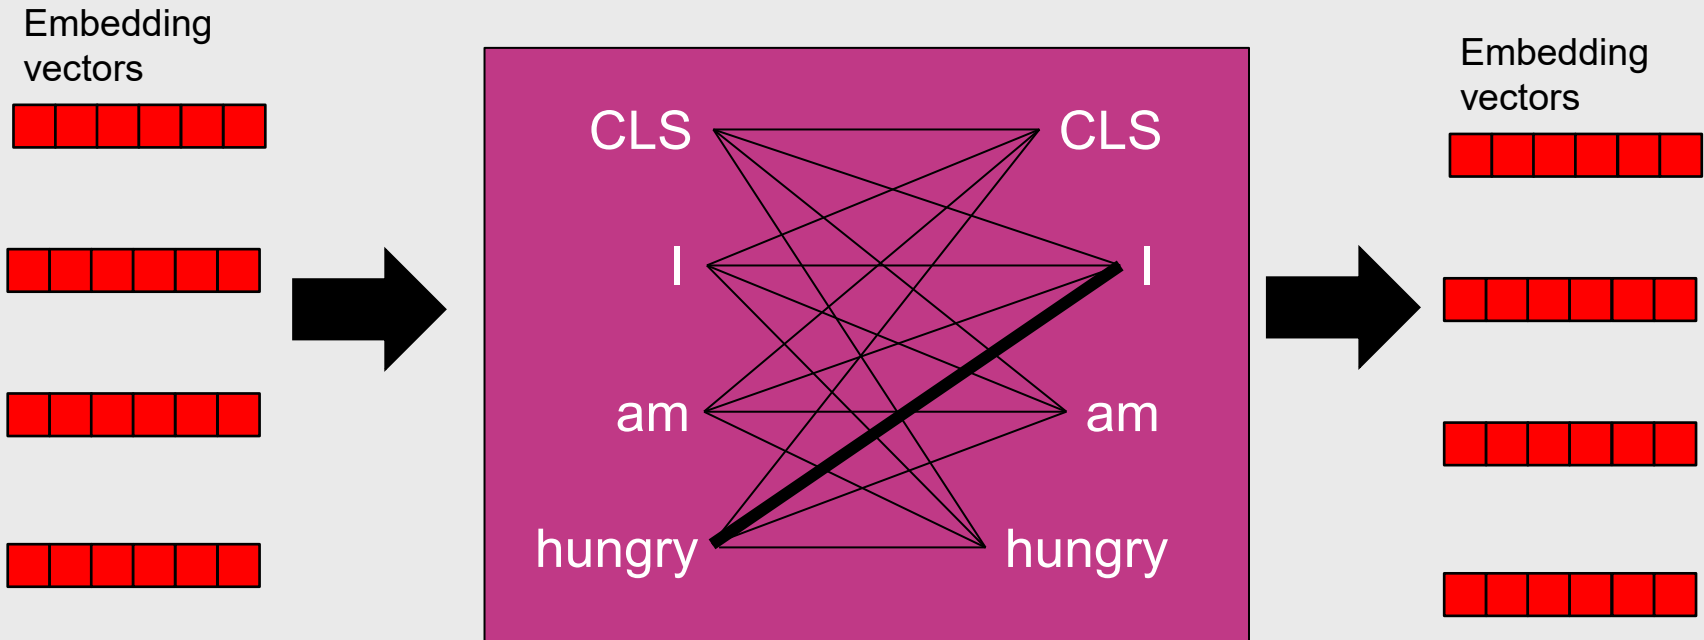 Embedding
vectors
CLS
I
am
hungry
CLS
I
am
hungry
Embedding
vectors